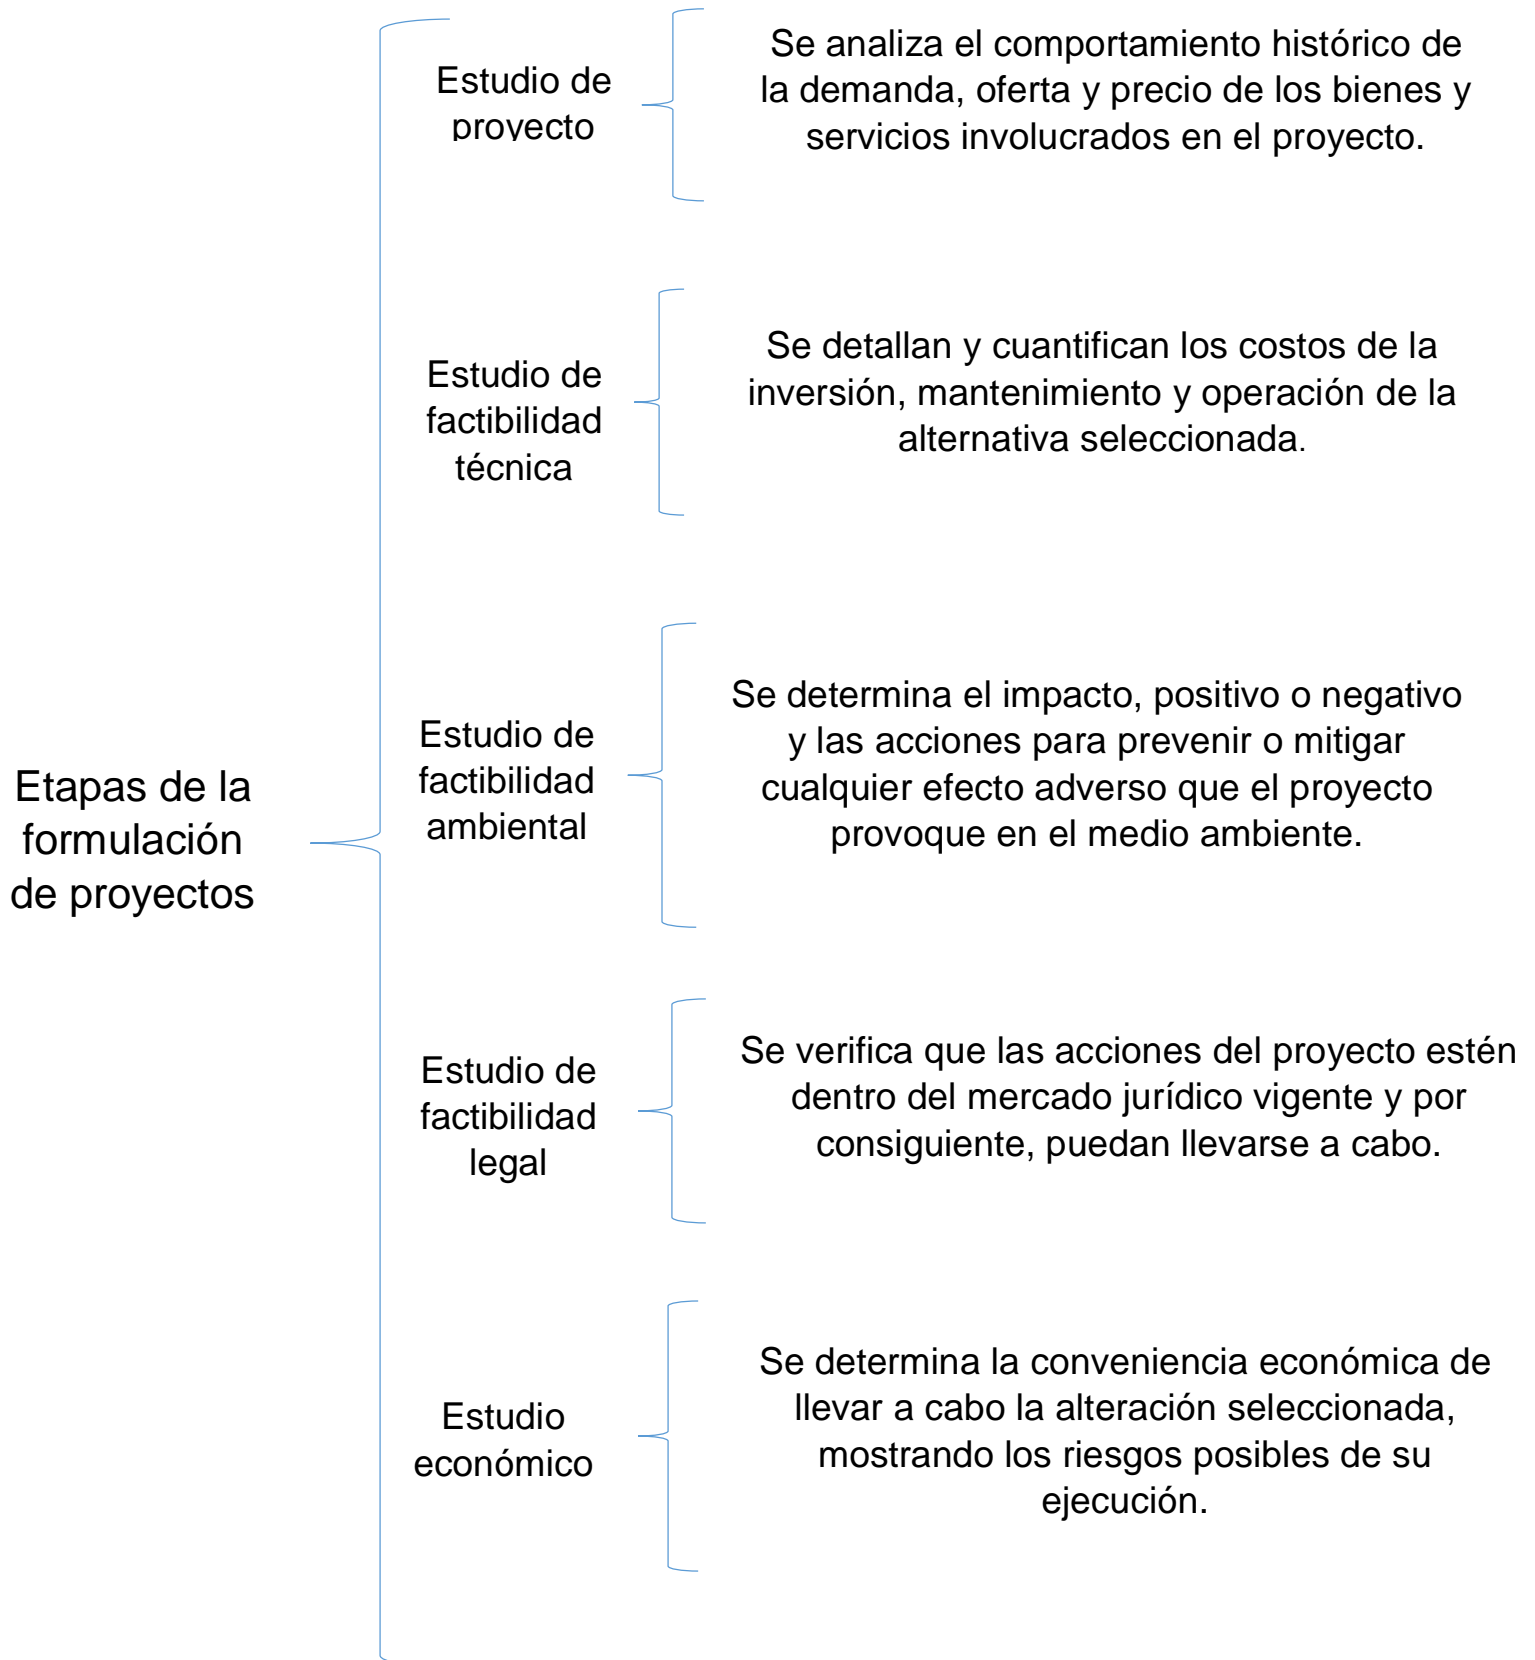 Etapas de la
formulación
de proyectos
Estudio de
proyecto
Se analiza el comportamiento histórico de
la demanda, oferta y precio de los bienes y
servicios involucrados en el proyecto.
Estudio de
factibilidad
técnica
Se detallan y cuantifican los costos de la
inversión, mantenimiento y operación de la
alternativa seleccionada.
Estudio de
factibilidad
ambiental
Se determina el impacto, positivo o negativo
y las acciones para prevenir o mitigar
cualquier efecto adverso que el proyecto
provoque en el medio ambiente.
Estudio de
factibilidad
legal
Se verifica que las acciones del proyecto estén
dentro del mercado jurídico vigente y por
consiguiente, puedan llevarse a cabo.
Estudio
económico
Se determina la conveniencia económica de
llevar a cabo la alteración seleccionada,
mostrando los riesgos posibles de su
ejecución.